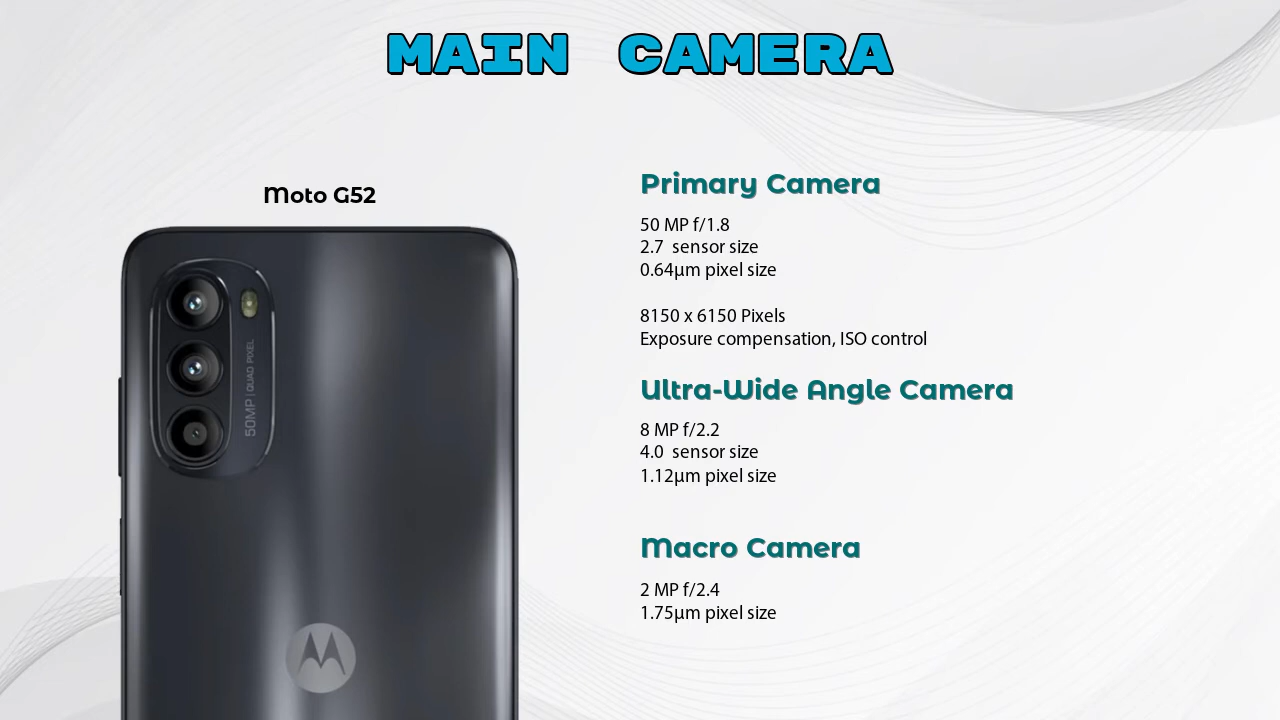 MAIN CAMERA
Moto G52
50MP | QUAD PIXEL
Primary Camera
50 MP f/1.8
2.7  sensor size
0.64µm pixel size
8150 x 6150 Pixels
Exposure compensation, ISO control
Ultra-Wide Angle Camera
8 MP f/2.2
4.0  sensor size
1.12µm pixel size
Macro Camera
2 MP f/2.4
1.75µm pixel size